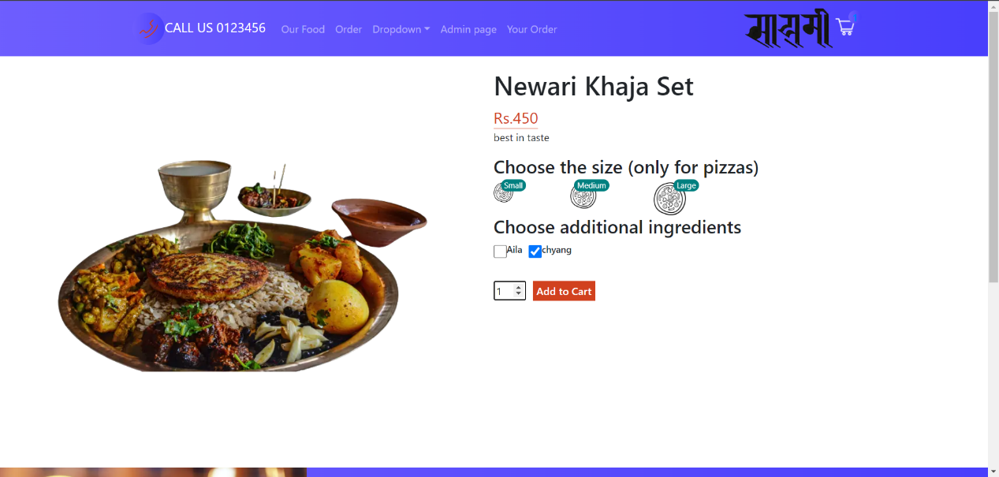 CALL US 0123456
Our Food
Order
Dropdown
Admin page
Your Order
Newari Khaja Set
Rs.450
best in taste
Choose the size (only for pizzas)
Small
Medium
Large
Choose additional ingredients
Aila
chyang
1
Add to Cart